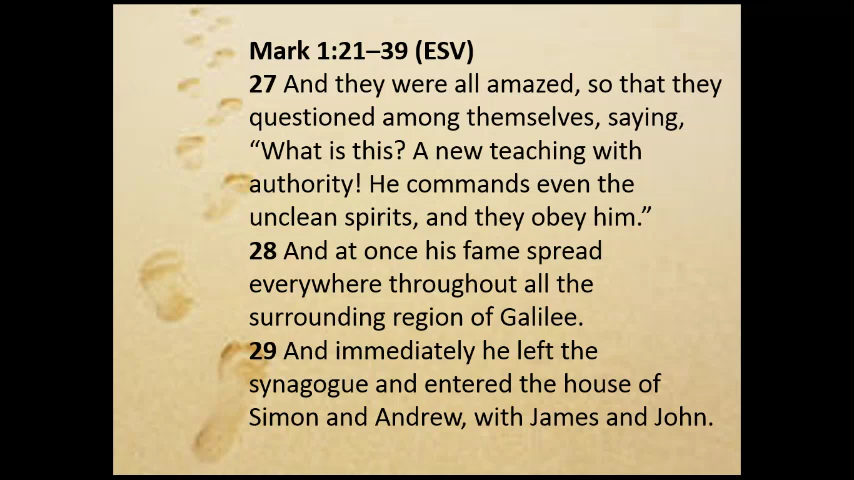 Mark 1:21–39 (ESV)
27 And they were all amazed, so that they
questioned among themselves, saying,
“What is this? A new teaching with
authority! He commands even the
unclean spirits, and they obey him.”
28 And at once his fame spread
everywhere throughout all the
surrounding region of Galilee.
29 And immediately he left the
synagogue and entered the house of
Simon and Andrew, with James and John.